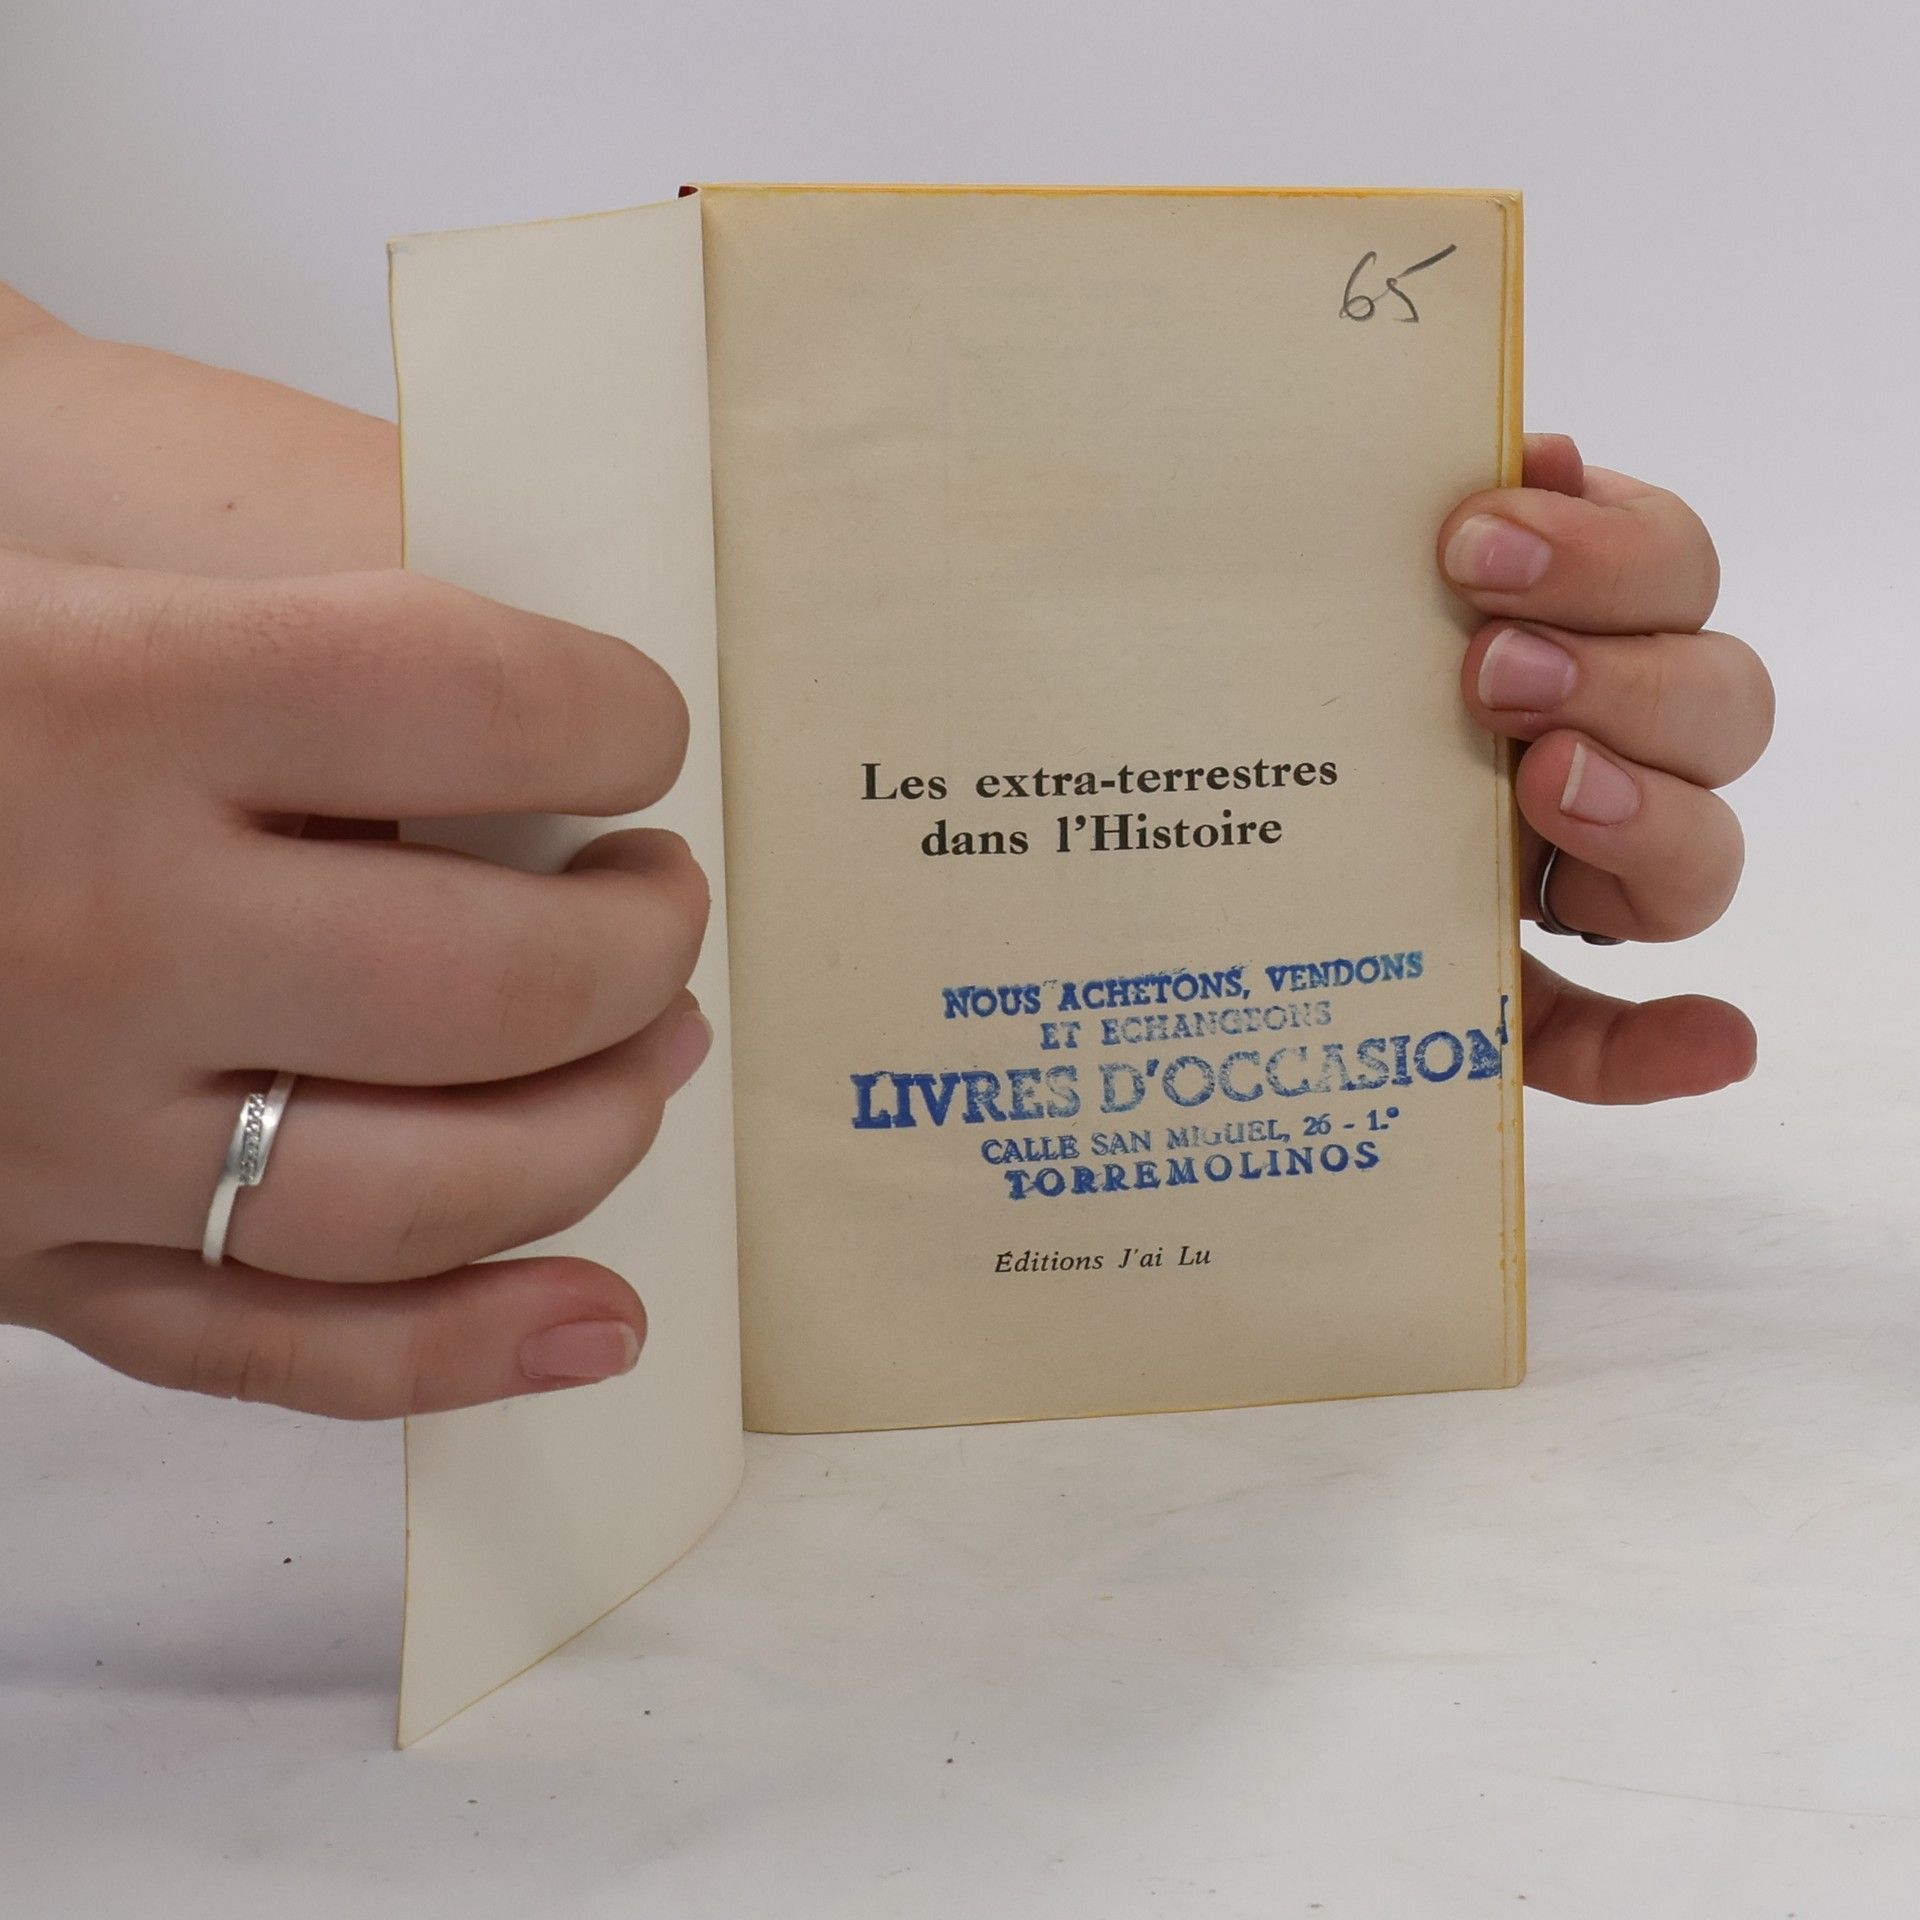 65
Les extra-terrestres
dans l'Histoire
NOUS ACHETONS, VENDONS
ET ECHANGEONS
LIVRES D'OCCASION
CALLE SAN MIGUEL, 26 - 1.º
TORREMOLINOS
Éditions J'ai Lu